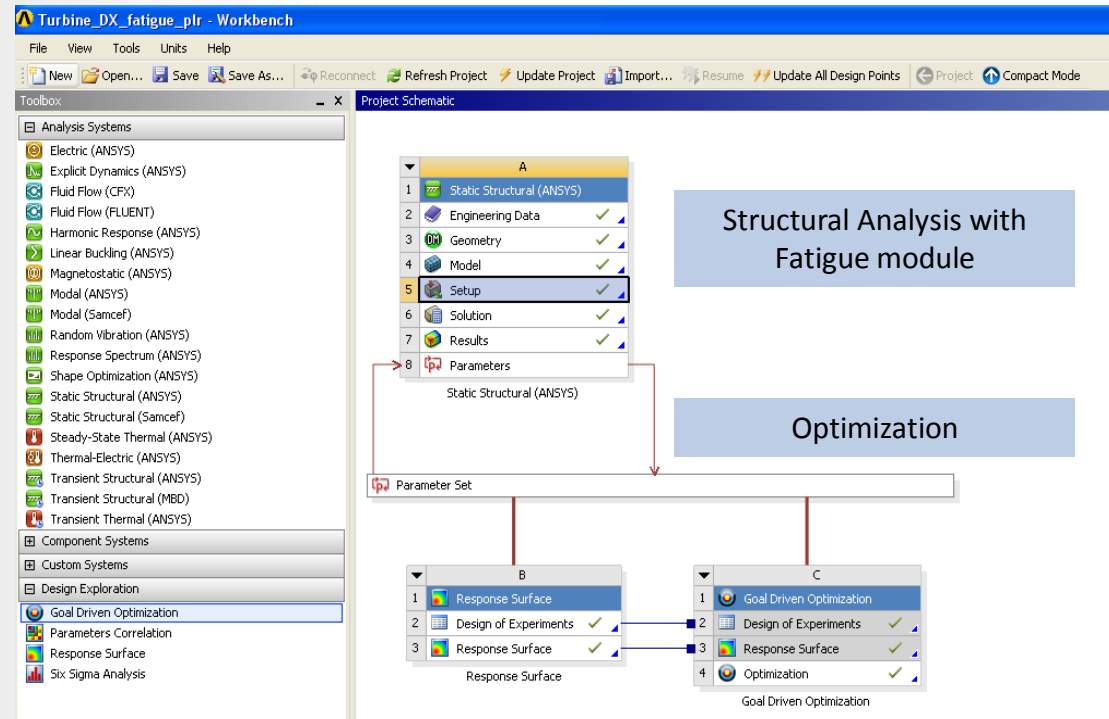 Turbine_DX_fatigue_plr - Workbench
File View Tools Units Help
New Open... Save Save As... Reconnect Refresh Project Update Project Import... Resume Update All Design Points Project Compact Mode
Toolbox
Analysis Systems
Electric (ANSYS)
Explicit Dynamics (ANSYS)
Fluid Flow (CFX)
Fluid Flow (FLUENT)
Harmonic Response (ANSYS)
Linear Buckling (ANSYS)
Magnetostatic (ANSYS)
Modal (ANSYS)
Modal (Samcef)
Random Vibration (ANSYS)
Response Spectrum (ANSYS)
Shape Optimization (ANSYS)
Static Structural (ANSYS)
Static Structural (Samcef)
Steady-State Thermal (ANSYS)
Thermal-Electric (ANSYS)
Transient Structural (ANSYS)
Transient Structural (MBD)
Transient Thermal (ANSYS)
Component Systems
Custom Systems
Design Exploration
Goal Driven Optimization
Parameters Correlation
Response Surface
Six Sigma Analysis
Project Schematic
A
1 Static Structural (ANSYS)
2 Engineering Data
3 DM Geometry
4 Model
5 Setup
6 Solution
7 Results
8 Parameters
Static Structural (ANSYS)
Structural Analysis with
Fatigue module
Optimization
Parameter Set
B
1 Response Surface
2 Design of Experiments
3 Response Surface
Response Surface
C
1 Goal Driven Optimization
2 Design of Experiments
3 Response Surface
4 Optimization
Goal Driven Optimization